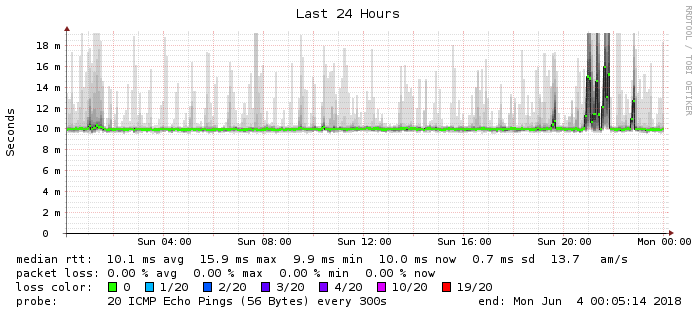 Last 24 Hours
RRDTOOL / TOBI OETIKER
Seconds
18 m
16 m
14 m
12 m
10 m
8 m
6 m
4 m
2 m
0
Sun 04:00 Sun 08:00 Sun 12:00 Sun 16:00 Sun 20:00 Mon 00:00
median rtt: 10.1 ms avg 15.9 ms max 9.9 ms min 10.0 ms now 0.7 ms sd 13.7 am/s
packet loss: 0.00 % avg 0.00 % max 0.00 % min 0.00 % now
loss color: 0 1/20 2/20 3/20 4/20 10/20 19/20
probe: 20 ICMP Echo Pings (56 Bytes) every 300s end: Mon Jun 4 00:05:14 2018